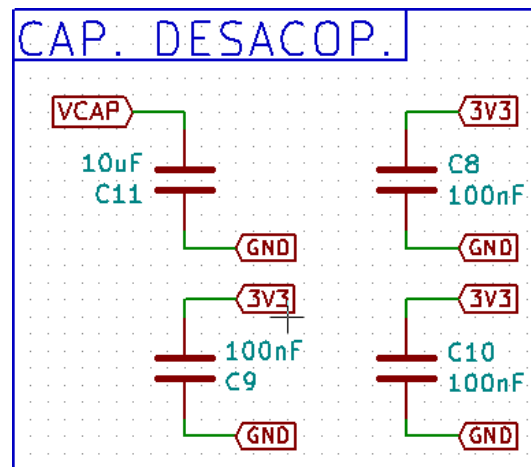 CAP. DESACOP.
VCAP
10uF
C11
GND
3V3
C8
100nF
GND
3V3
100nF
C9
GND
3V3
C10
100nF
GND